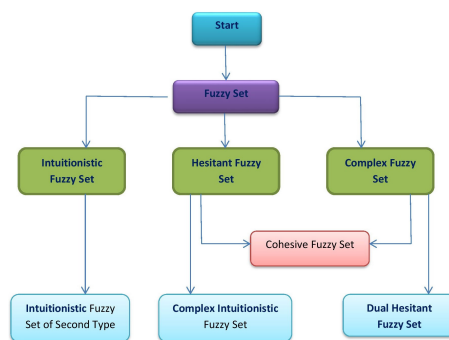 Start
Fuzzy Set
Intuitionistic
Fuzzy Set
Hesitant Fuzzy
Set
Complex Fuzzy
Set
Cohesive Fuzzy Set
Intuitionistic Fuzzy
Set of Second Type
Complex Intuitionistic
Fuzzy Set
Dual Hesitant
Fuzzy Set